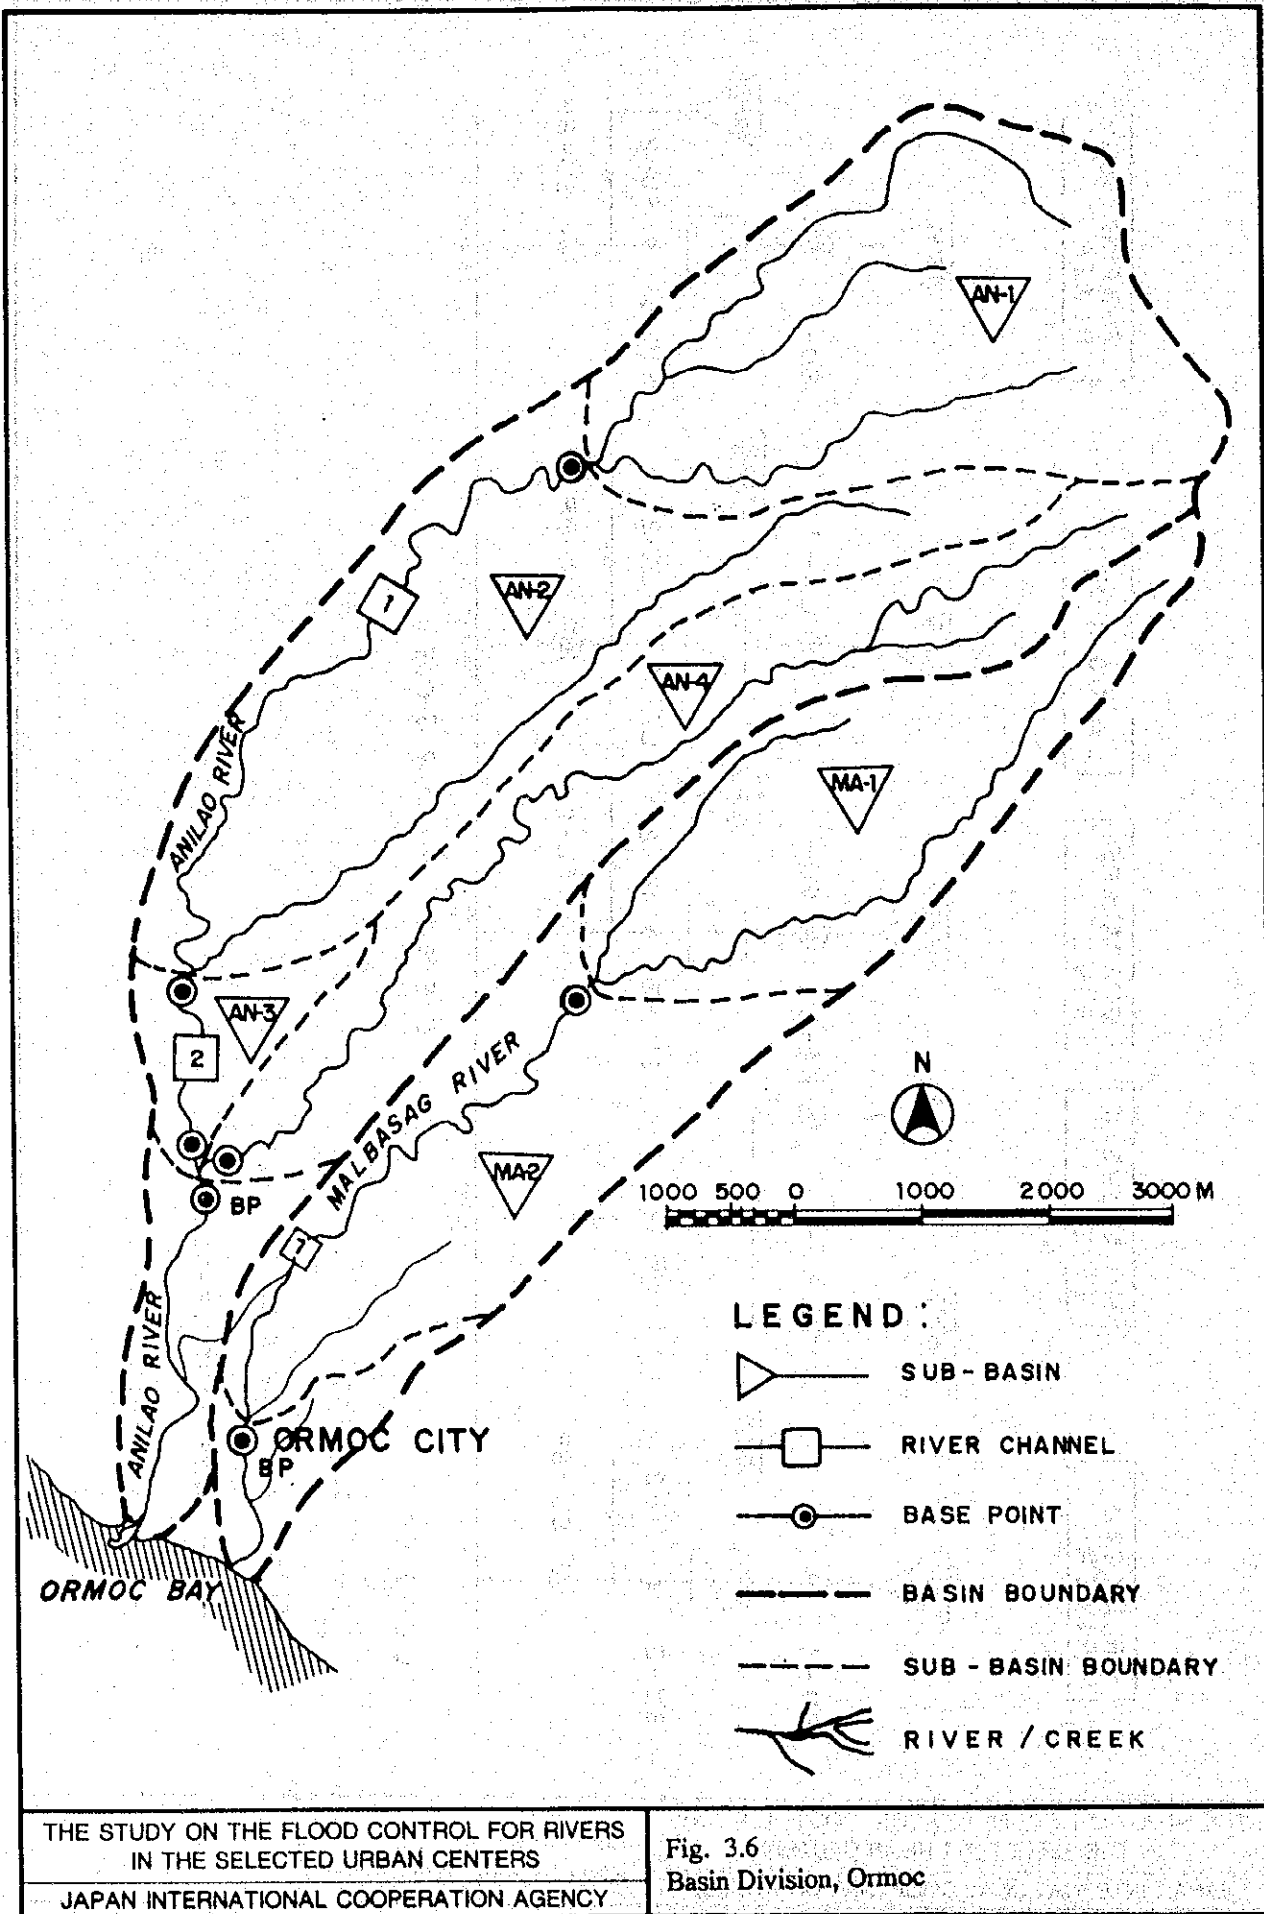 AN-1
AN-2
1
AN-4
ANILAO RIVER
MA-1
AN-3
2
MALBASAG RIVER
N
MA-2
1000 500 0 1000 2000 3000 M
BP
1
LEGEND :
ANILAO RIVER
SUB - BASIN
ORMOC CITY
BP
RIVER CHANNEL
BASE POINT
ORMOC BAY
BASIN BOUNDARY
SUB - BASIN BOUNDARY
RIVER / CREEK
THE STUDY ON THE FLOOD CONTROL FOR RIVERS
IN THE SELECTED URBAN CENTERS
JAPAN INTERNATIONAL COOPERATION AGENCY
Fig. 3.6
Basin Division, Ormoc